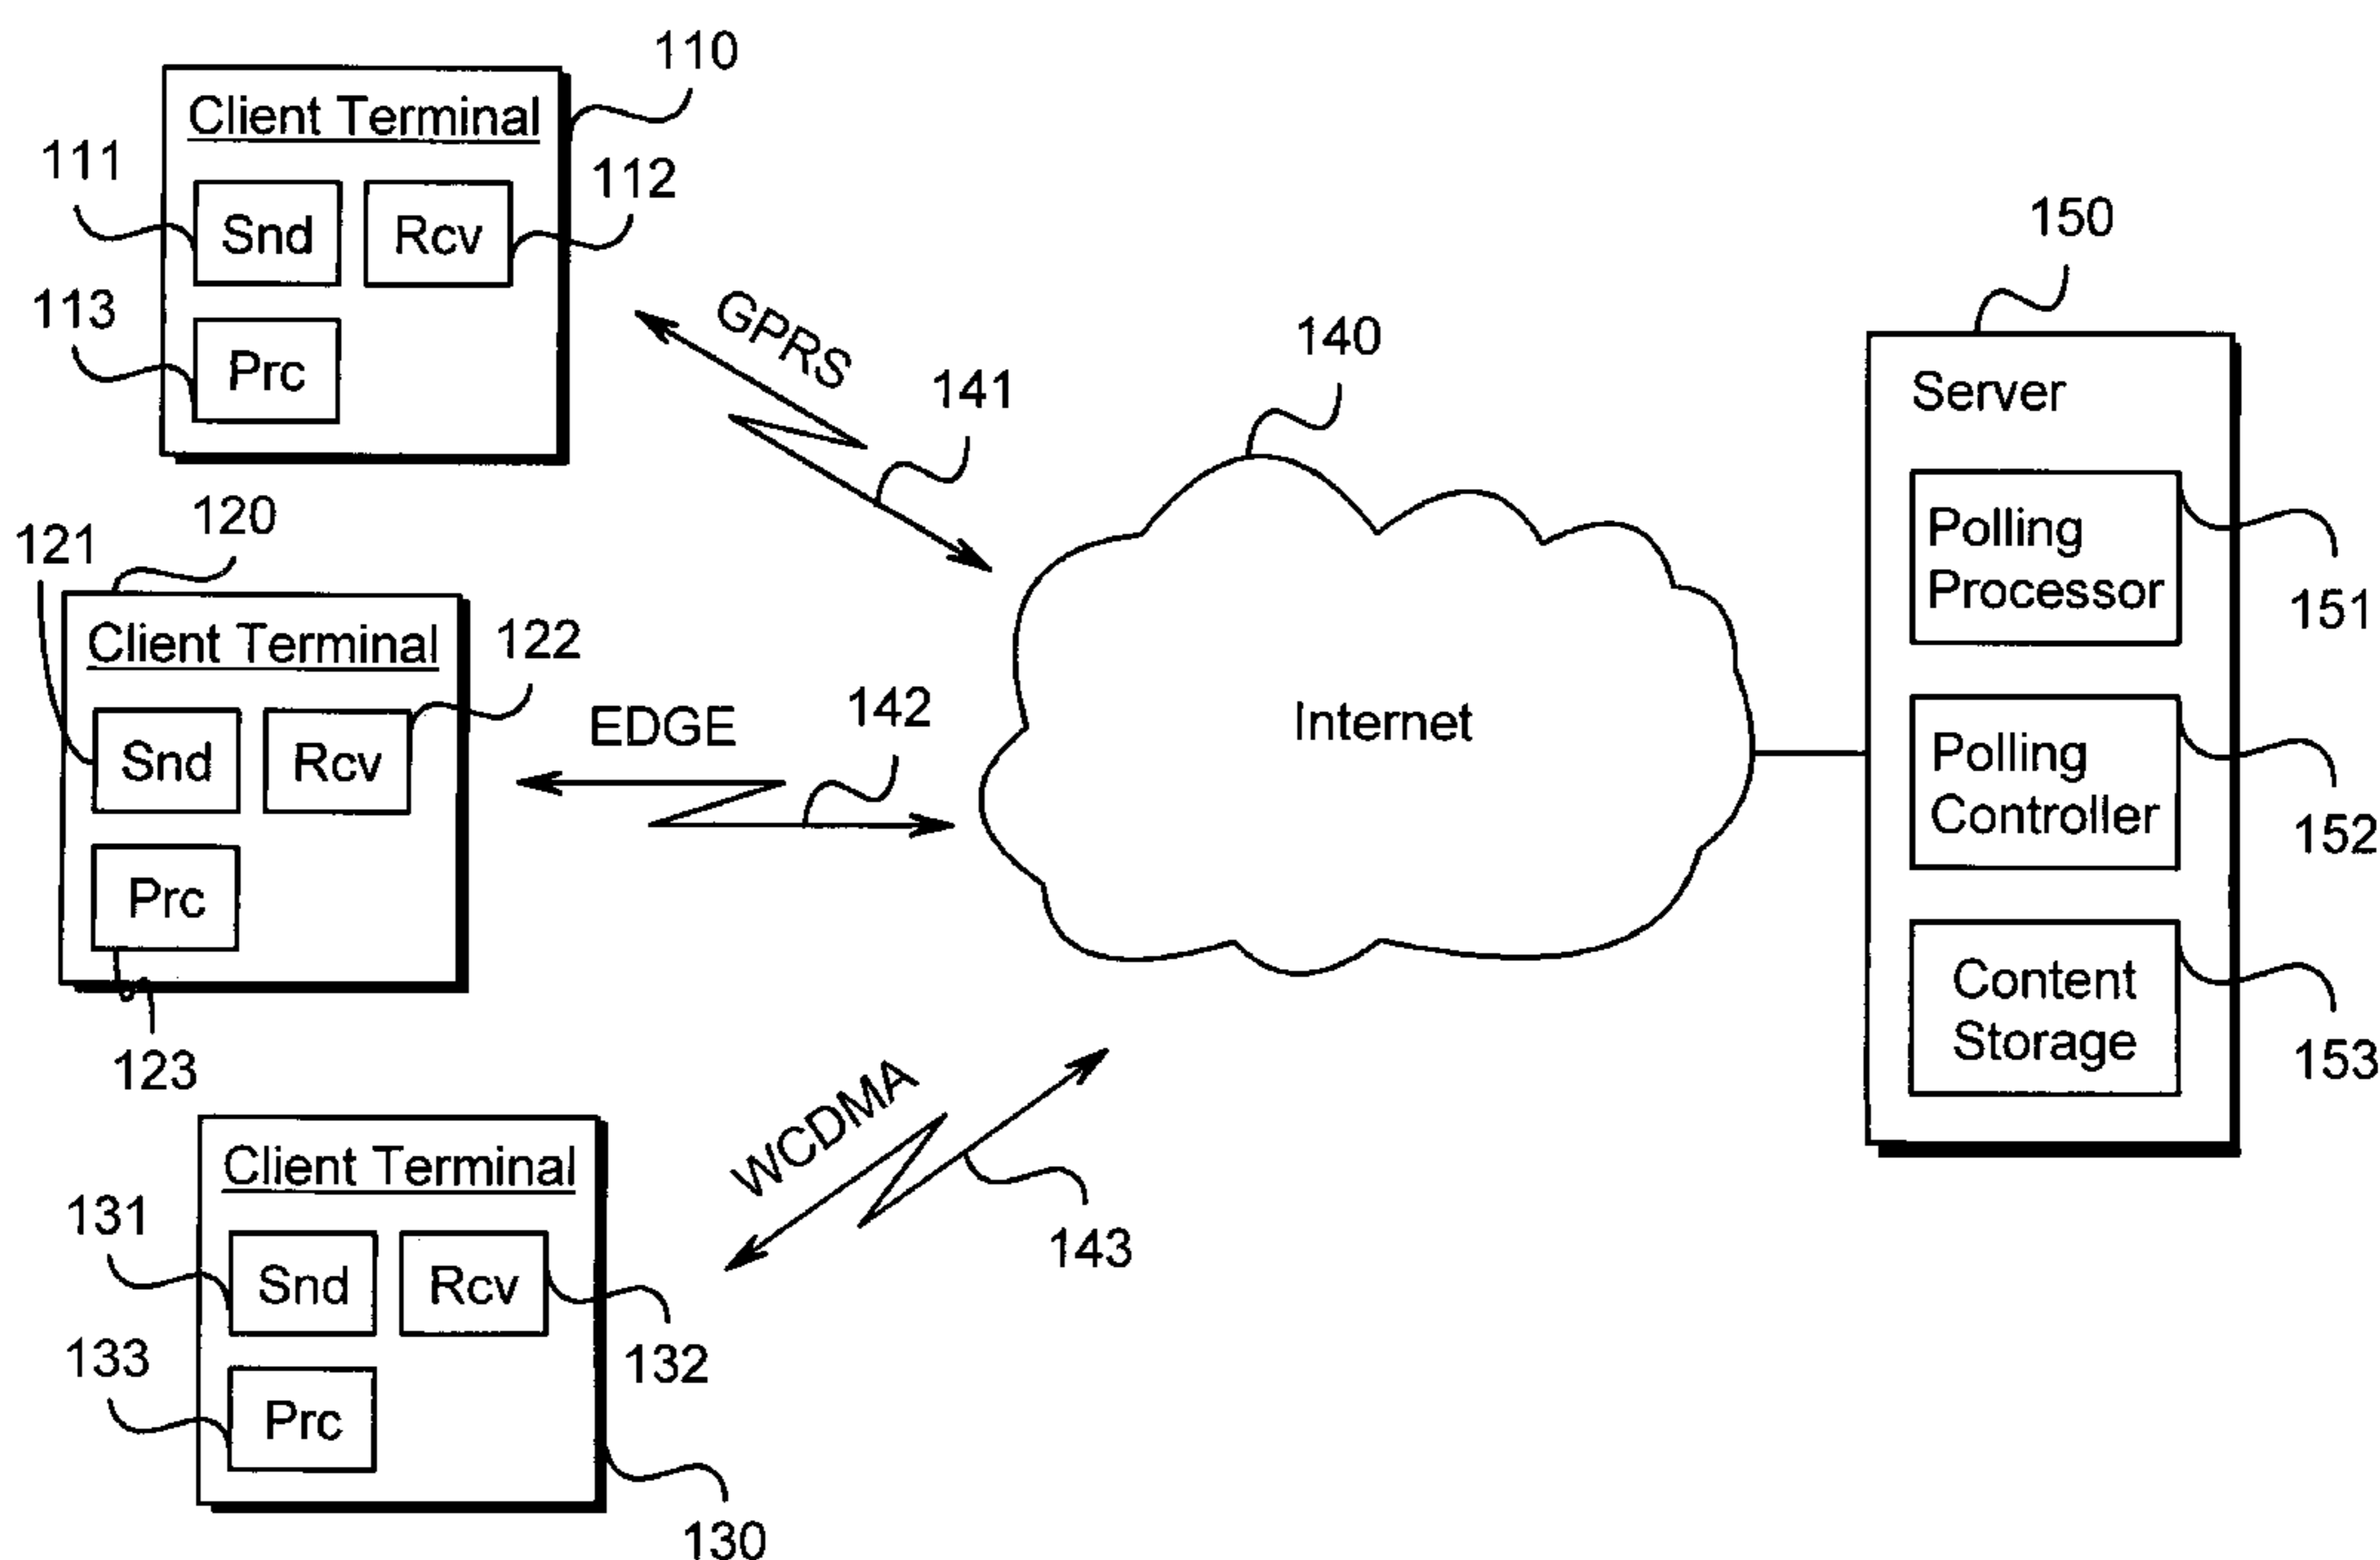 110
Client Terminal
111
112
Snd
Rcv
113
Prc
GPRS
141
120
121
Client Terminal
122
Snd
Rcv
Prc
123
EDGE
142
140
Internet
150
Server
Polling
Processor
151
Polling
Controller
152
Content
Storage
153
WCDMA
143
Client Terminal
131
Snd
Rcv
132
133
Prc
130